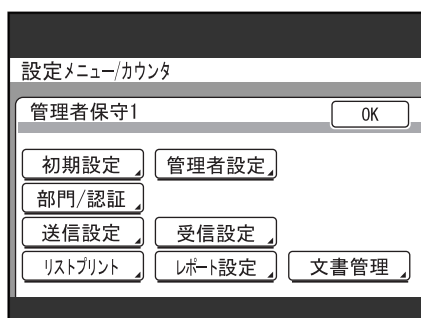 設定メニュー/カウンタ
管理者保守1 OK
初期設定 管理者設定
部門/認証
送信設定 受信設定
リストプリント レポート設定 文書管理